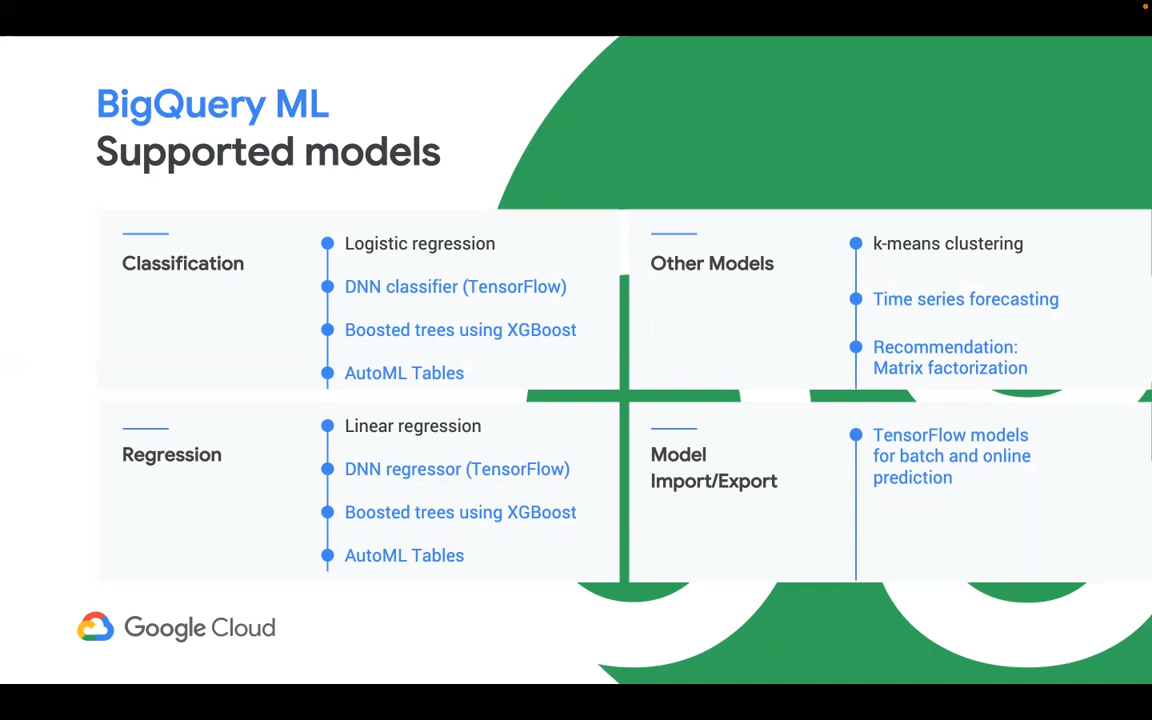 BigQuery ML
Supported models
Classification
Logistic regression
DNN classifier (TensorFlow)
Boosted trees using XGBoost
AutoML Tables
Other Models
k-means clustering
Time series forecasting
Recommendation:
Matrix factorization
Regression
Linear regression
DNN regressor (TensorFlow)
Boosted trees using XGBoost
AutoML Tables
Model
Import/Export
TensorFlow models
for batch and online
prediction
Google Cloud